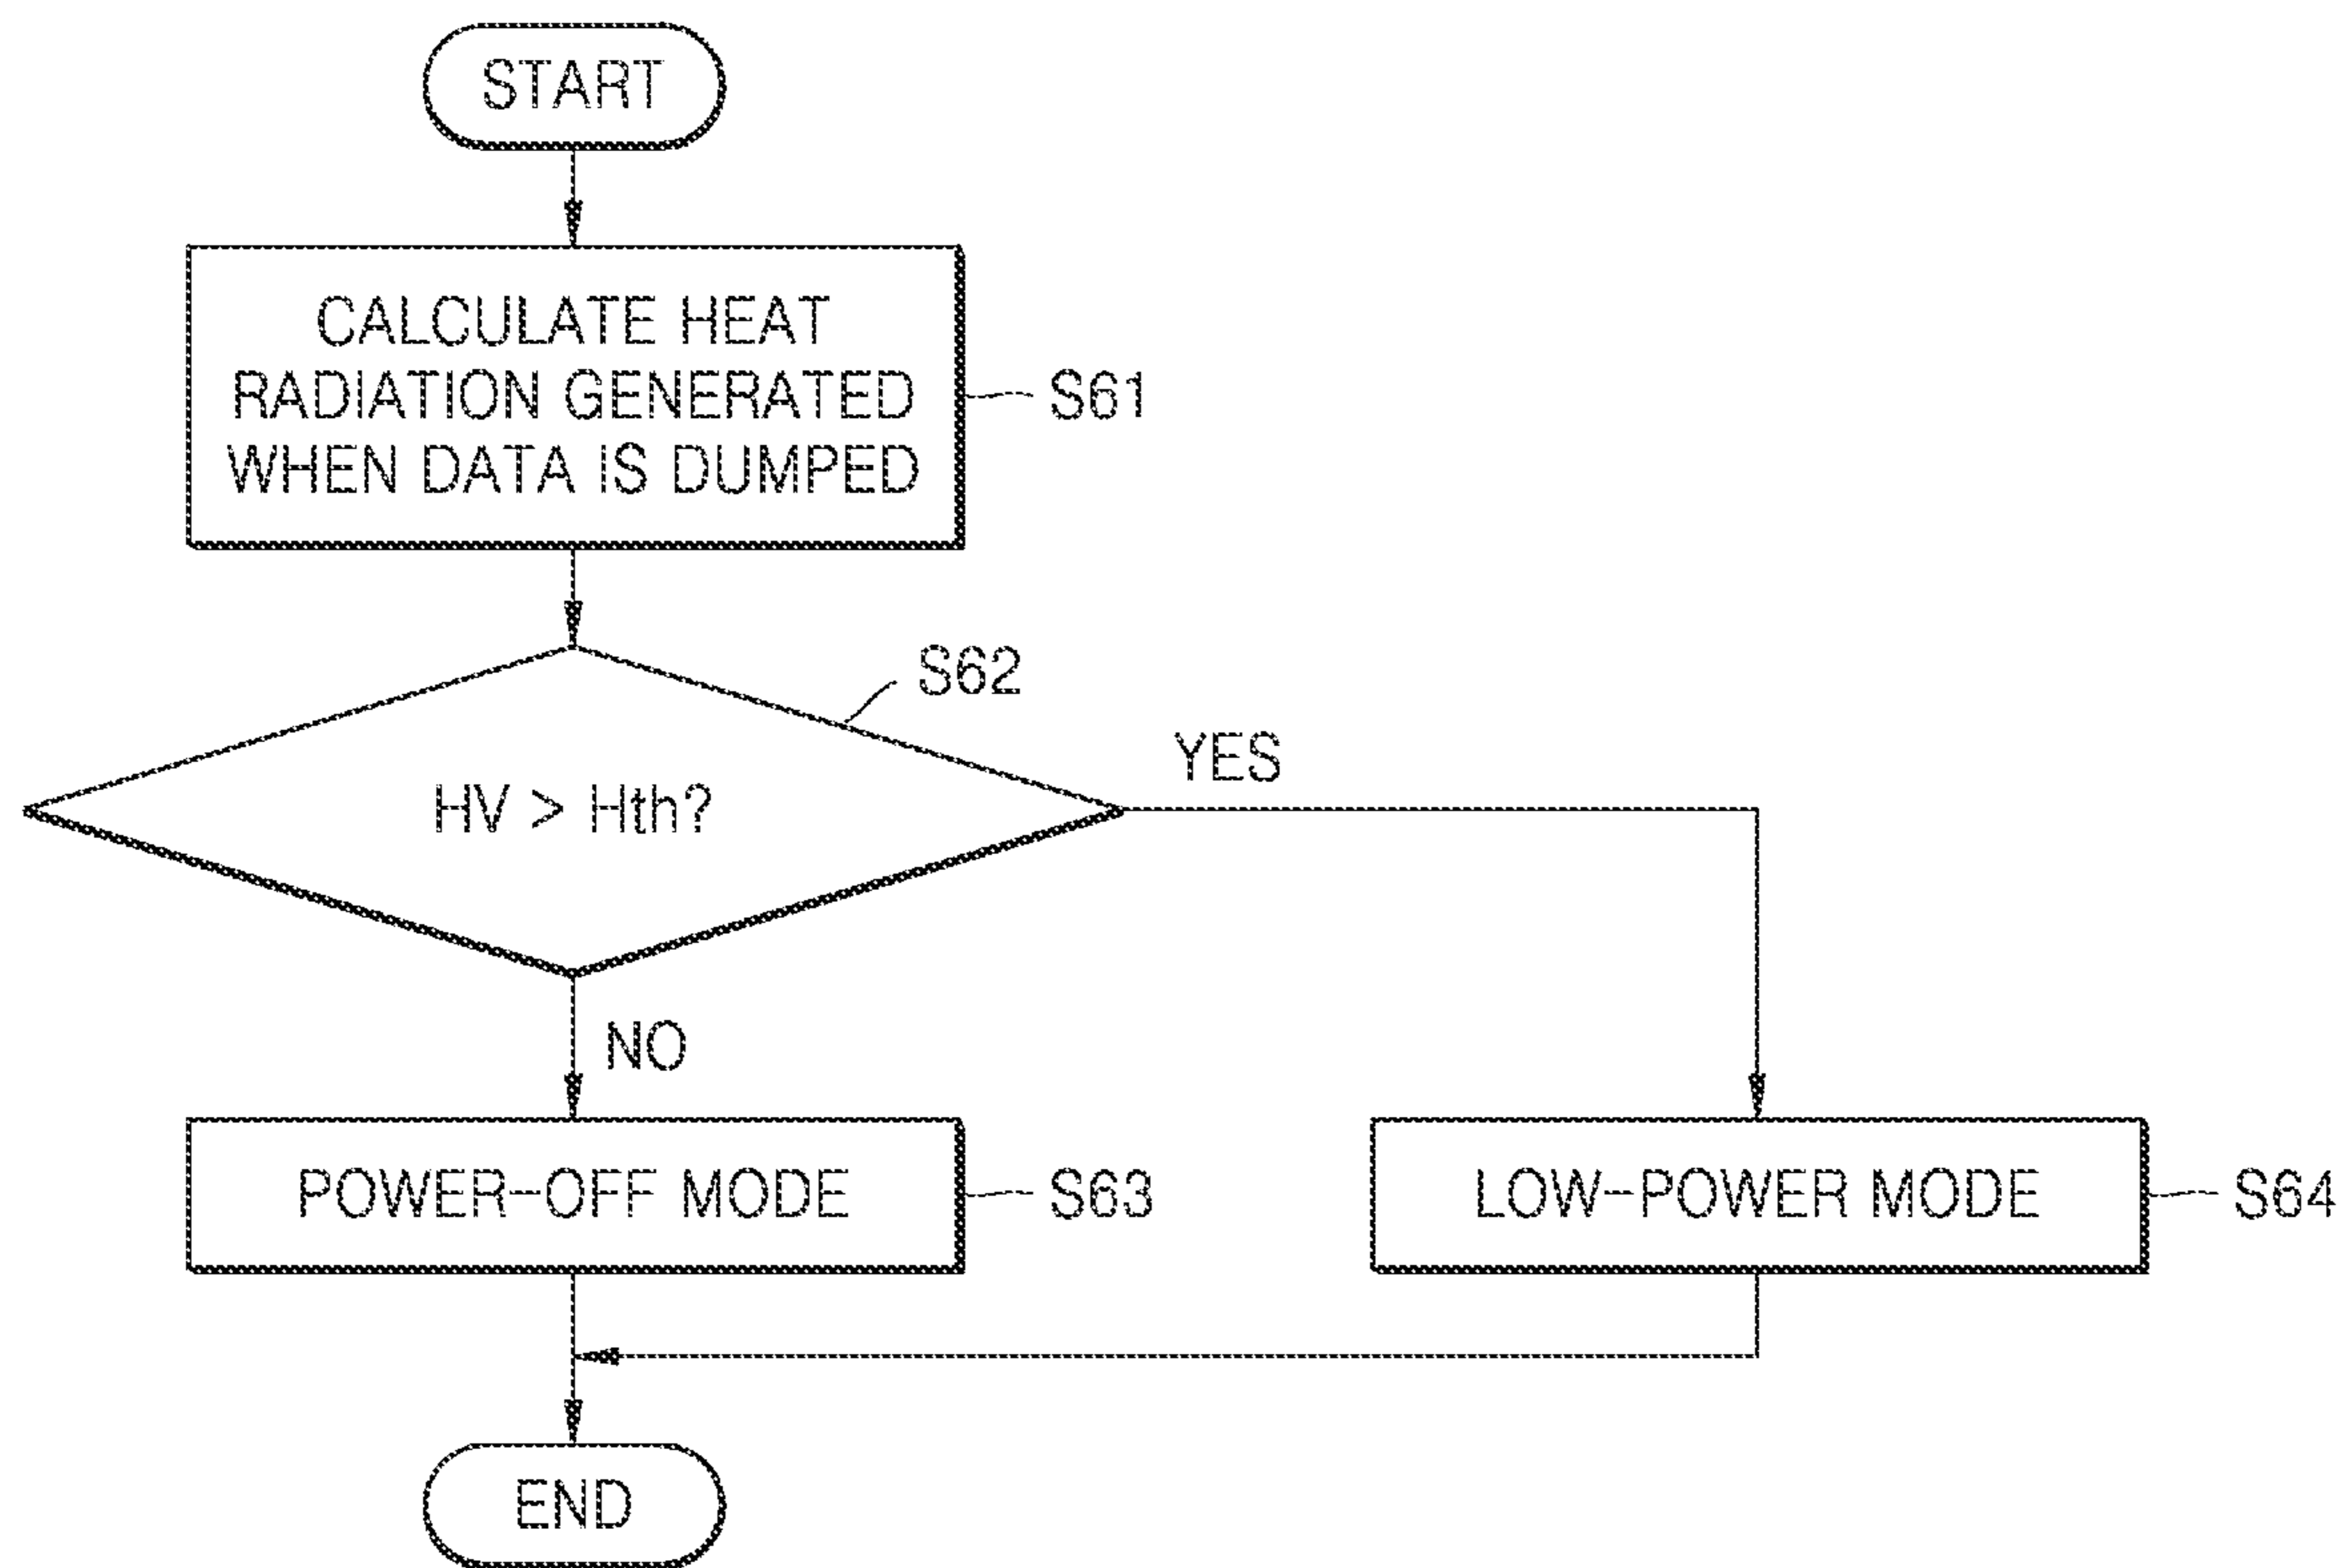 START
CALCULATE HEAT
RADIATION GENERATED
WHEN DATA IS DUMPED
S61
S62
HV > Hth?
YES
NO
POWER-OFF MODE
S63
LOW-POWER MODE
S64
END